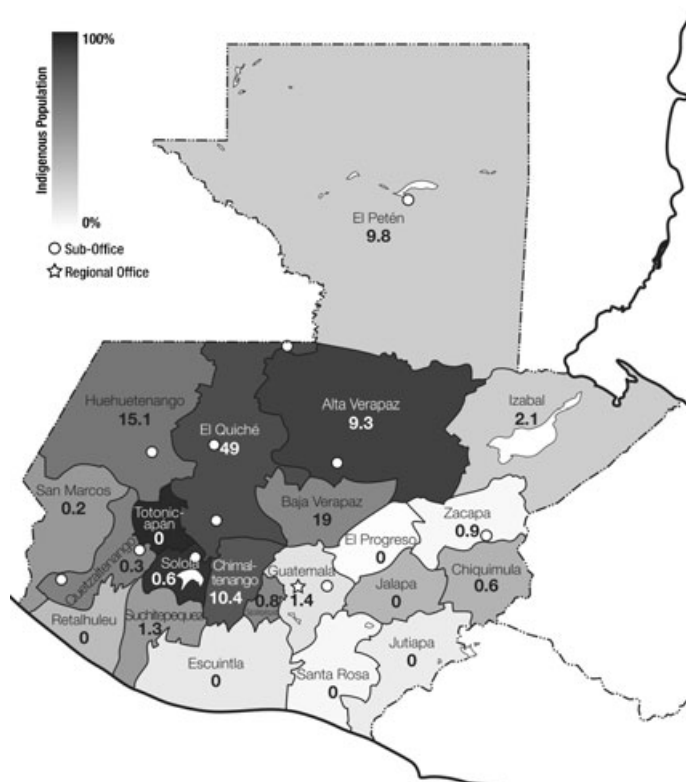 100%
Indigenous Population
0%
Sub-Office
Regional Office
El Petén
9.8
Huehuetenango
15.1
El Quiché
49
Alta Verapaz
9.3
Izabal
2.1
San Marcos
0.2
Totonic-
apán
0
Baja Verapaz
19
Zacapa
0.9
El Progreso
0
Quetzaltenango
0.3
Sololá
0.6
Chimal-
tenango
10.4
0.8
Guatemala
1.4
Jalapa
0
Chiquimula
0.6
Retalhuleu
0
Suchitepequez
1.3
Escuintla
0
Santa Rosa
0
Jutiapa
0